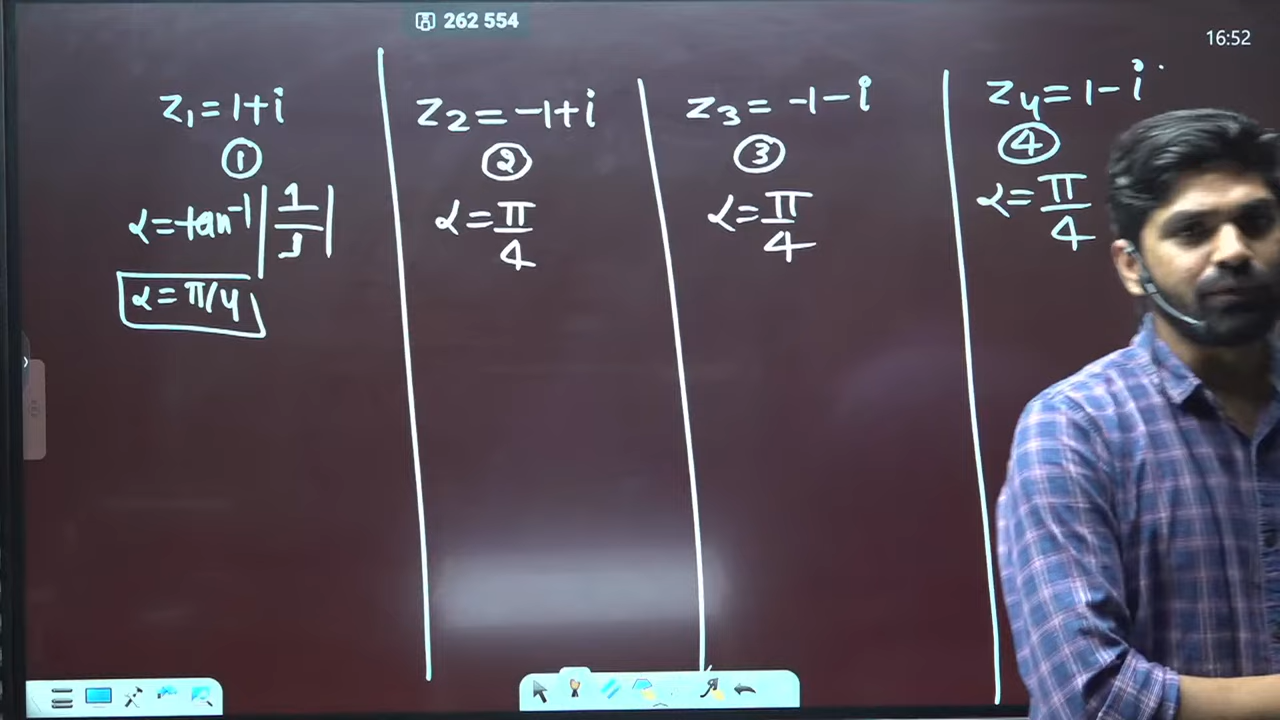 262 554
16:52
z₁ = 1+i
①
α = tan⁻¹|1/1|
α = π/4
z₂ = -1+i
②
α = π/4
z₃ = -1-i
③
α = π/4
z₄ = 1-i
④
α = π/4